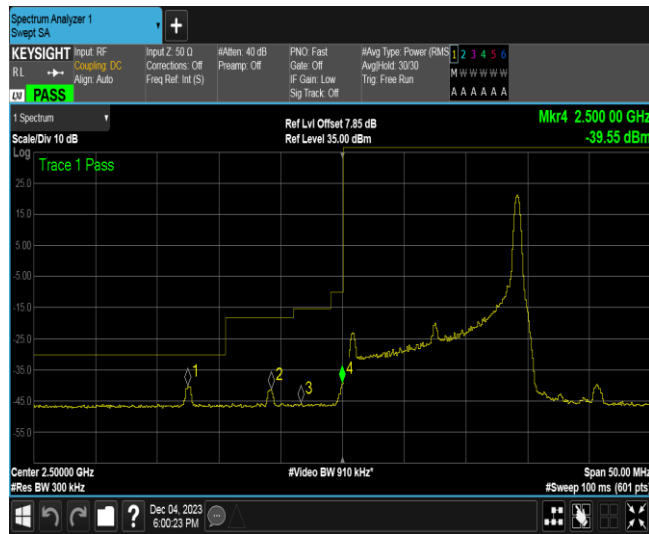 Spectrum Analyzer 1
Swept SA
+
KEYSIGHT
RL
LXI PASS
Input: RF
Coupling: DC
Align: Auto
Input Z: 50 Ω
Corrections: Off
Freq Ref: Int (S)
#Atten: 40 dB
Preamp: Off
PNO: Fast
Gate: Off
IF Gain: Low
Sig Track: Off
#Avg Type: Power (RMS
Avg|Hold: 30/30
Trig: Free Run
1 2 3 4 5 6
M W W W W W
A A A A A A
1 Spectrum
Scale/Div 10 dB
Ref Lvl Offset 7.85 dB
Ref Level 35.00 dBm
Mkr4 2.500 00 GHz
-39.55 dBm
Log
Trace 1 Pass
25.0
15.0
5.00
-5.00
-15.0
-25.0
-35.0
-45.0
-55.0
1
2
3
4
Center 2.50000 GHz
#Res BW 300 kHz
#Video BW 910 kHz*
Span 50.00 MHz
#Sweep 100 ms (601 pts)
?
Dec 04, 2023
6:00:23 PM